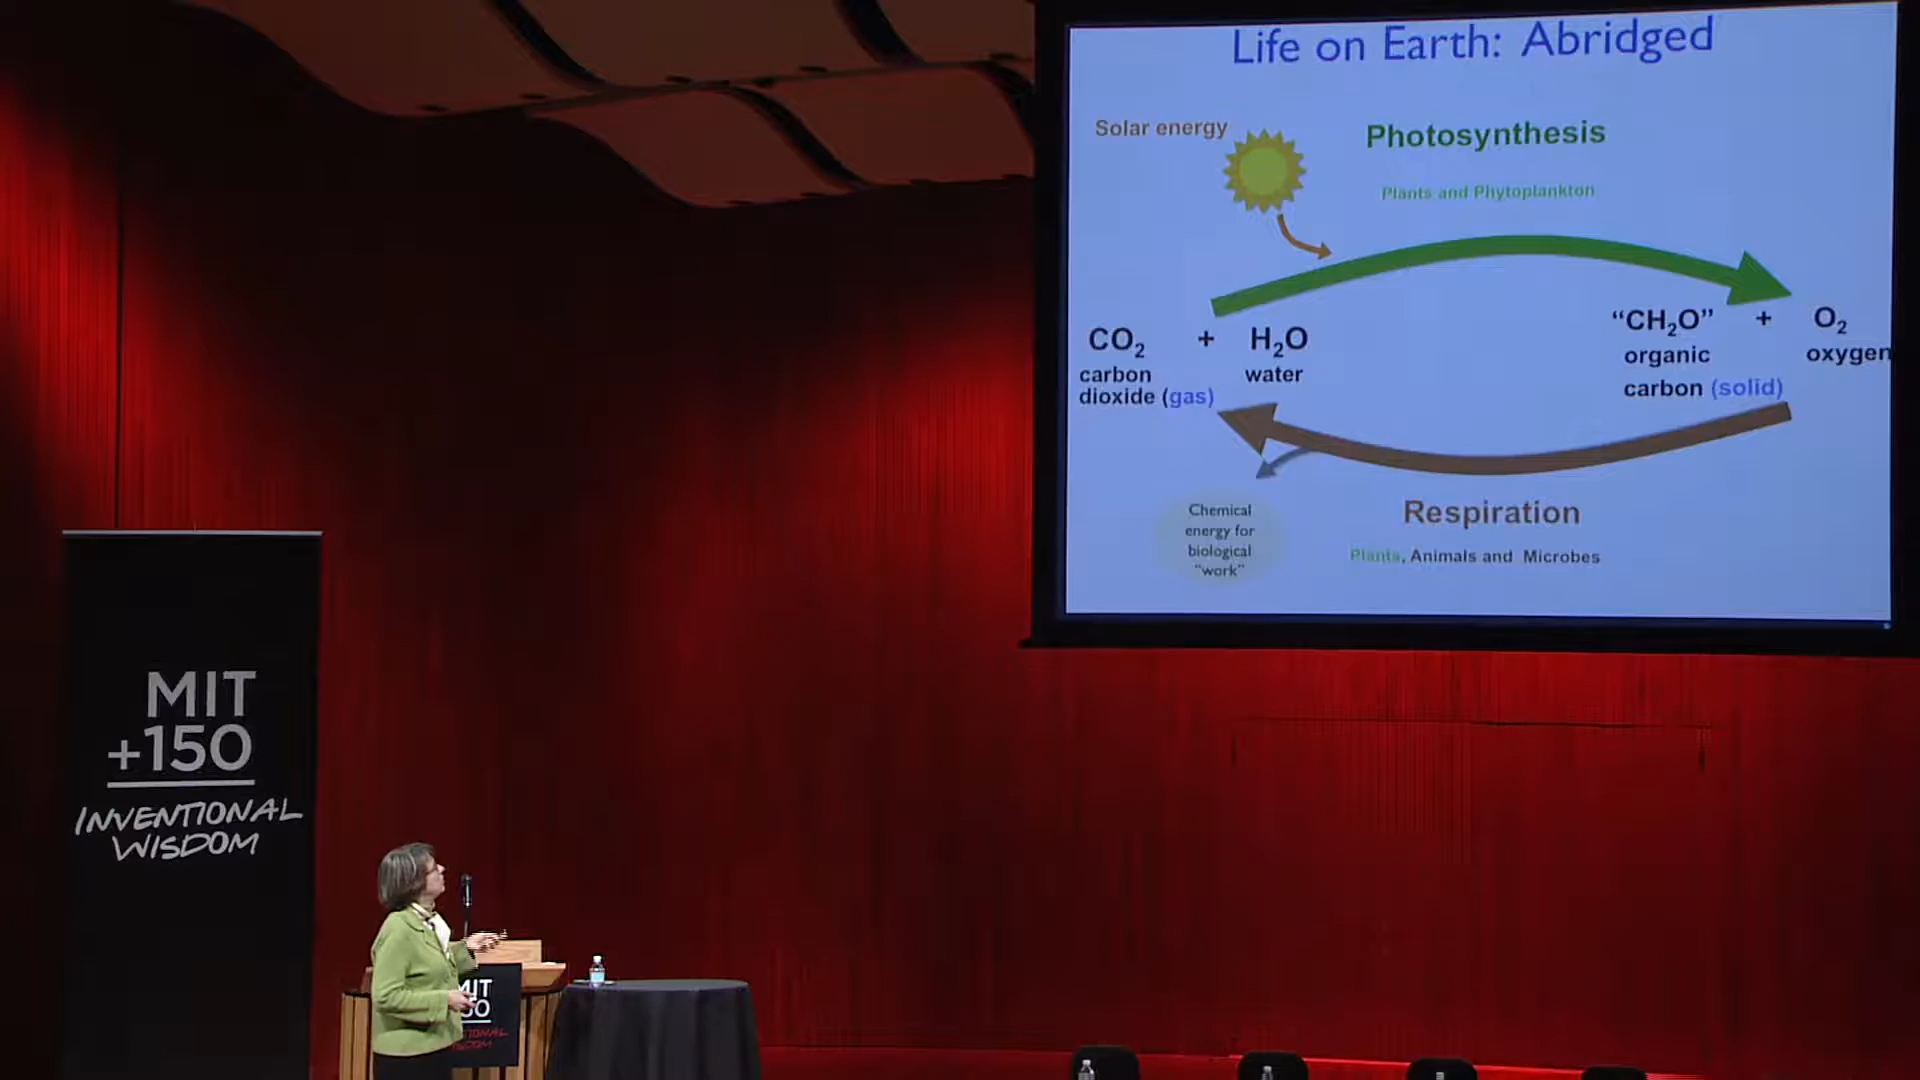 Life on Earth: Abridged
Solar energy
Photosynthesis
Plants and Phytoplankton
CO₂ + H₂O
carbon
dioxide (gas)
water
“CH₂O” + O₂
organic
carbon (solid)
oxygen
Chemical
energy for
biological
“work”
Respiration
Plants, Animals and Microbes
MIT
+150
INVENTIONAL
WISDOM
MIT